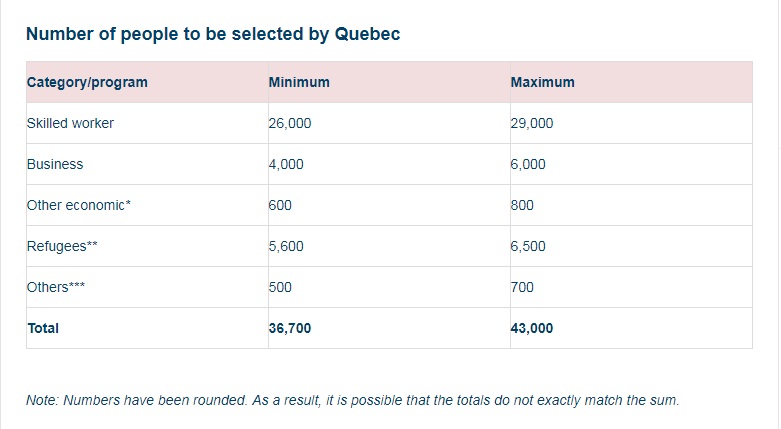 Number of people to be selected by Quebec
Category/program Minimum Maximum
Skilled worker 26,000 29,000
Business 4,000 6,000
Other economic* 600 800
Refugees** 5,600 6,500
Others*** 500 700
Total 36,700 43,000
Note: Numbers have been rounded. As a result, it is possible that the totals do not exactly match the sum.